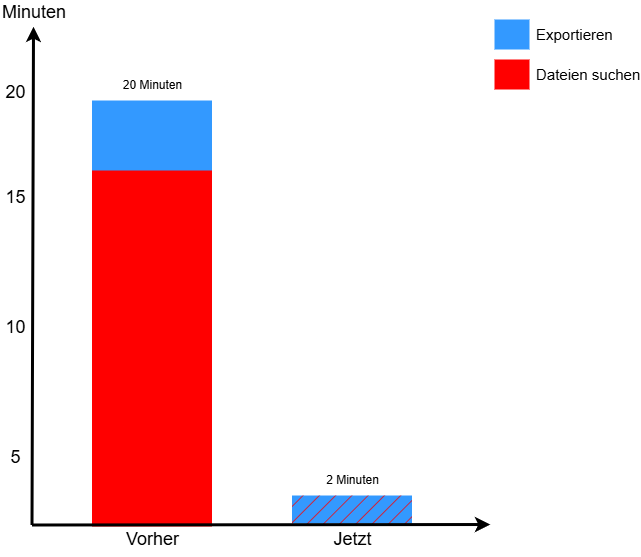 Minuten
Exportieren
Dateien suchen
20 Minuten
20
15
10
5
2 Minuten
Vorher
Jetzt